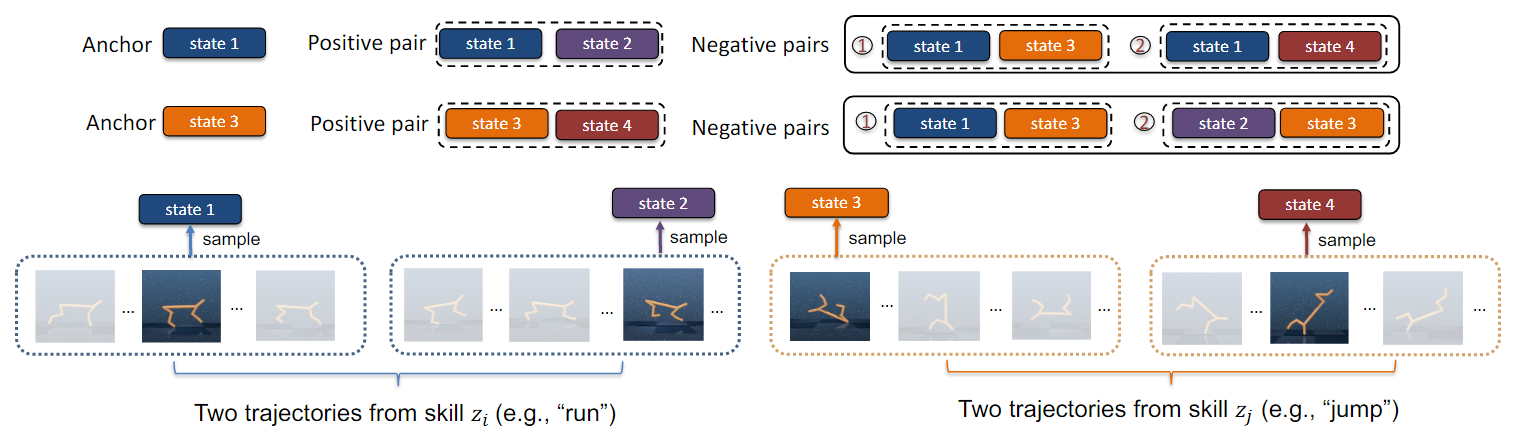 Anchor state 1 Positive pair state 1 state 2 Negative pairs ① state 1 state 3 ② state 1 state 4
Anchor state 3 Positive pair state 3 state 4 Negative pairs ① state 1 state 3 ② state 2 state 3
state 1 state 2 state 3 state 4
sample sample sample sample
... ... ... ... ... ... ... ... ... ...
Two trajectories from skill $z_i$ (e.g., “run”) Two trajectories from skill $z_j$ (e.g., “jump”)